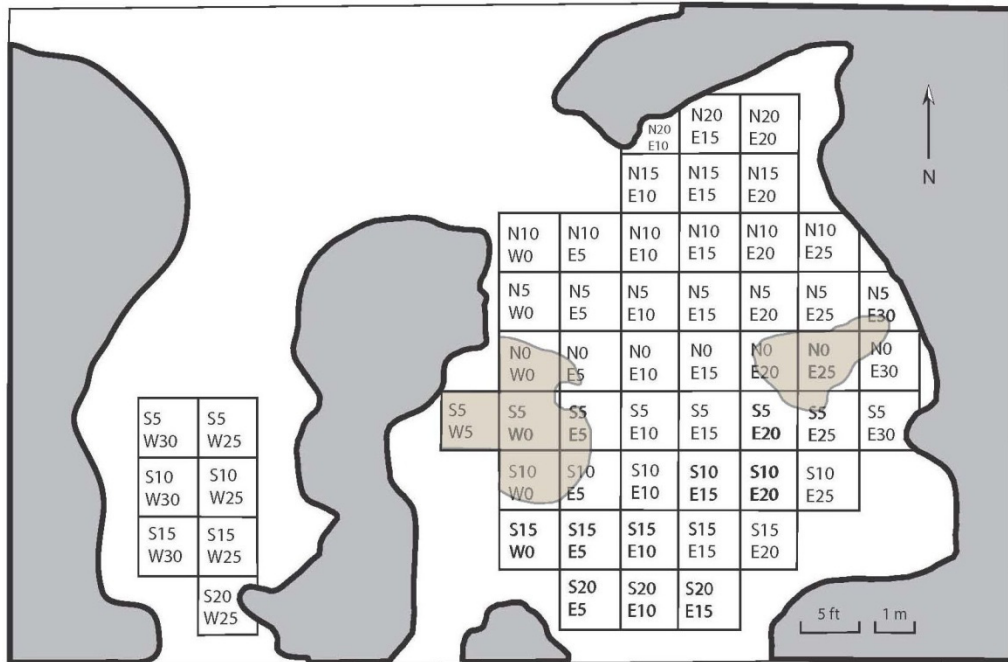 N20 N20 N20
E10 E15 E20
N15 N15 N15
E10 E15 E20
N
N10 N10 N10 N10 N10 N10
W0 E5 E10 E15 E20 E25
N5 N5 N5 N5 N5 N5 N5
W0 E5 E10 E15 E20 E25 E30
N0 N0 N0 N0 N0 N0 N0
W0 E5 E10 E15 E20 E25 E30
S5 S5 S5 S5 S5 S5 S5 S5 S5 S5
W30 W25 W5 W0 E5 E10 E15 E20 E25 E30
S10 S10 S10 S10 S10 S10 S10 S10
W30 W25 W0 E5 E10 E15 E20 E25
S15 S15 S15 S15 S15 S15 S15
W30 W25 W0 E5 E10 E15 E20
S20 S20 S20 S20
W25 E5 E10 E15
5 ft 1 m